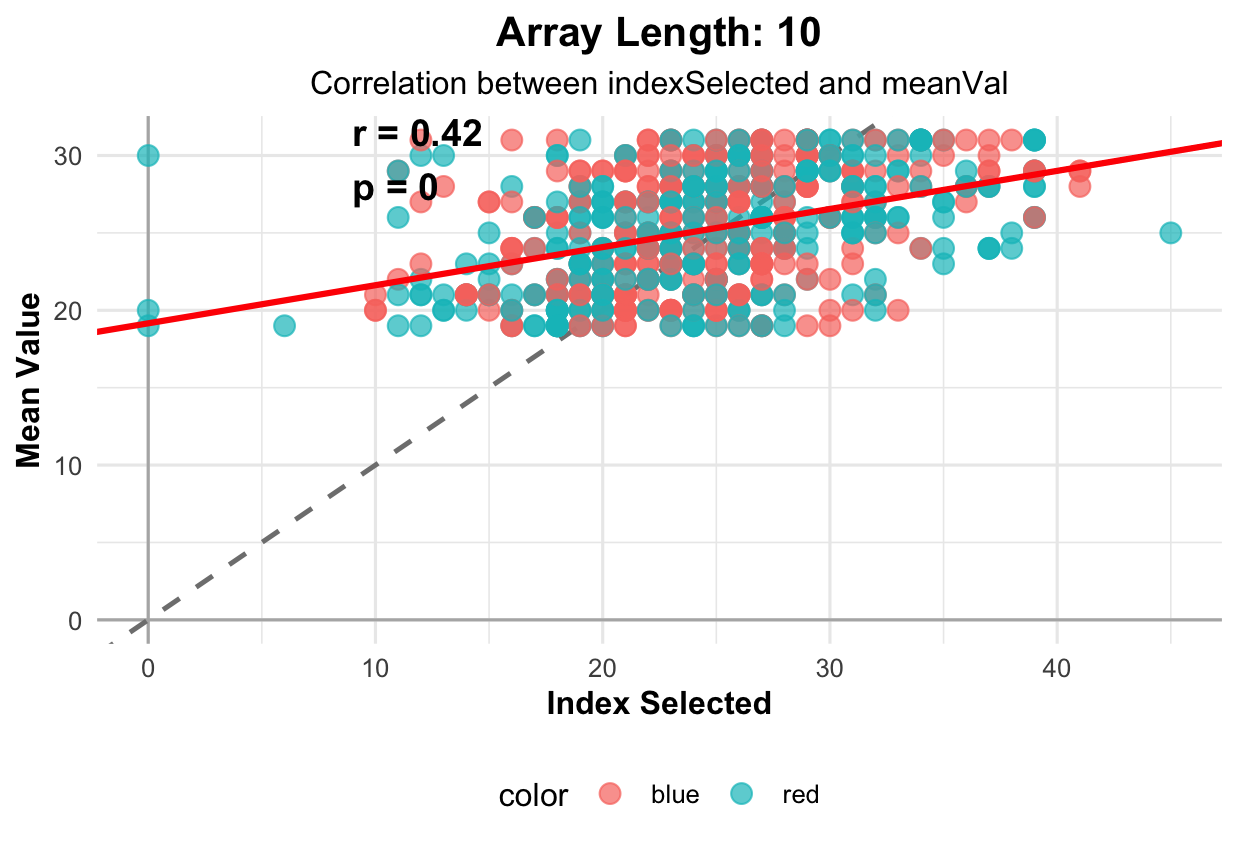 Array Length: 10
Correlation between indexSelected and meanVal
r = 0.42
p = 0
Mean Value
30
20
10
0
0 10 20 30 40
Index Selected
color blue red